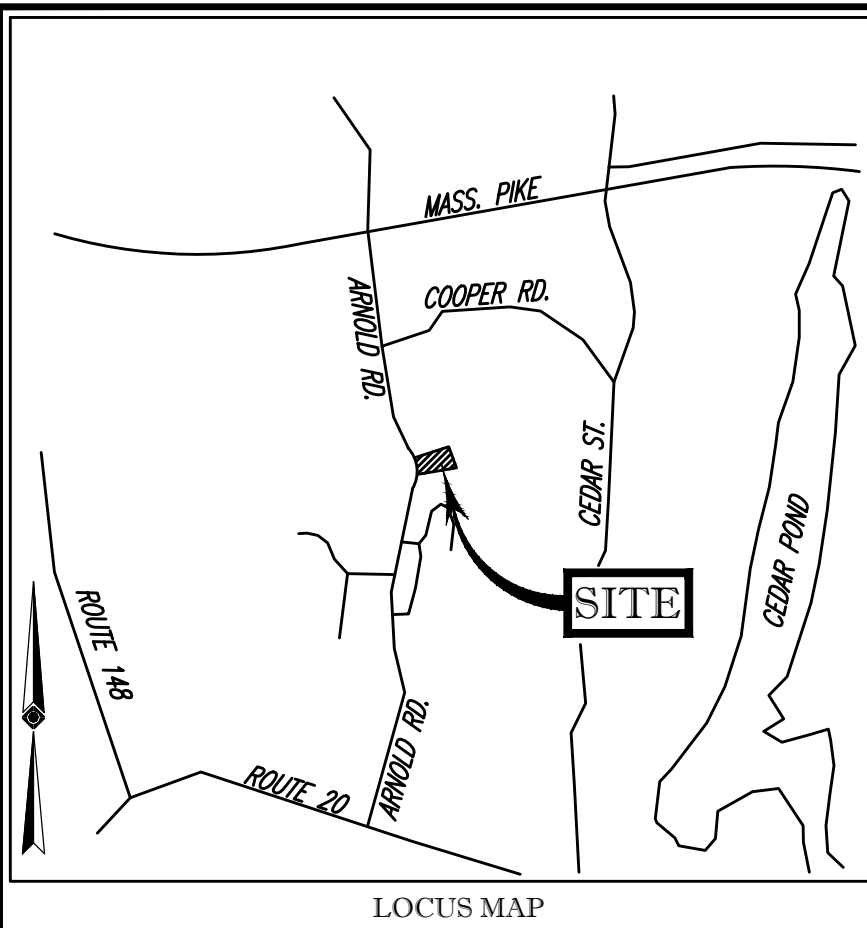 MASS. PIKE
COOPER RD.
ARNOLD RD.
CEDAR ST.
CEDAR POND
SITE
ROUTE 148
ARNOLD RD.
ROUTE 20
LOCUS MAP